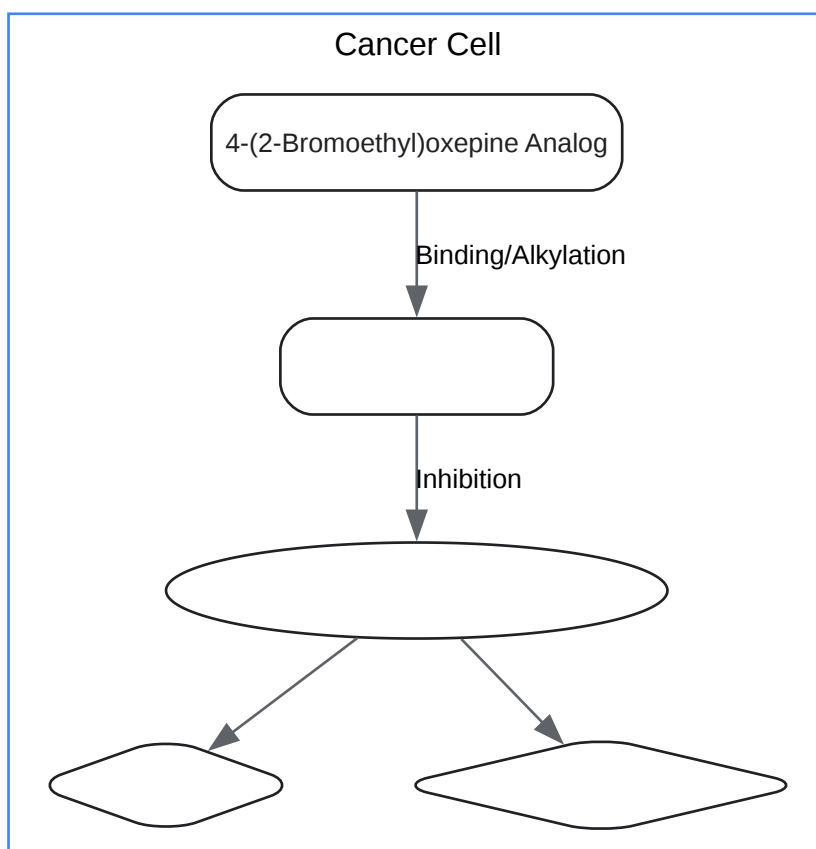 Cancer Cell
4-(2-Bromoethyl)oxepine Analog
Binding/Alkylation
Inhibition